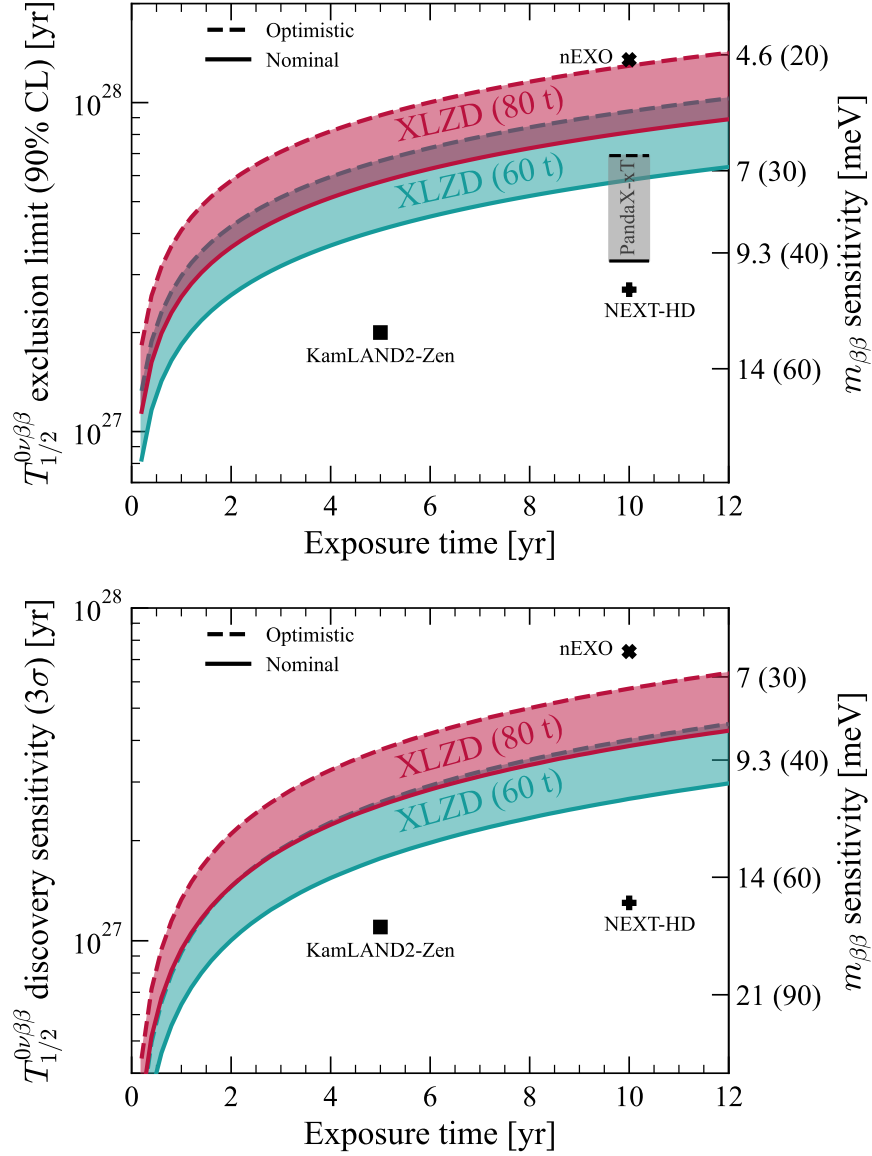 Optimistic
Nominal
nEXO
XLZD (80 t)
XLZD (60 t)
PandaX-xT
NEXT-HD
KamLAND2-Zen
10^28
10^27
T_{1/2}^{0νββ} exclusion limit (90% CL) [yr]
4.6 (20)
7 (30)
9.3 (40)
14 (60)
m_{ββ} sensitivity [meV]
0 2 4 6 8 10 12
Exposure time [yr]
Optimistic
Nominal
nEXO
XLZD (80 t)
XLZD (60 t)
NEXT-HD
KamLAND2-Zen
10^28
10^27
T_{1/2}^{0νββ} discovery sensitivity (3σ) [yr]
7 (30)
9.3 (40)
14 (60)
21 (90)
m_{ββ} sensitivity [meV]
0 2 4 6 8 10 12
Exposure time [yr]